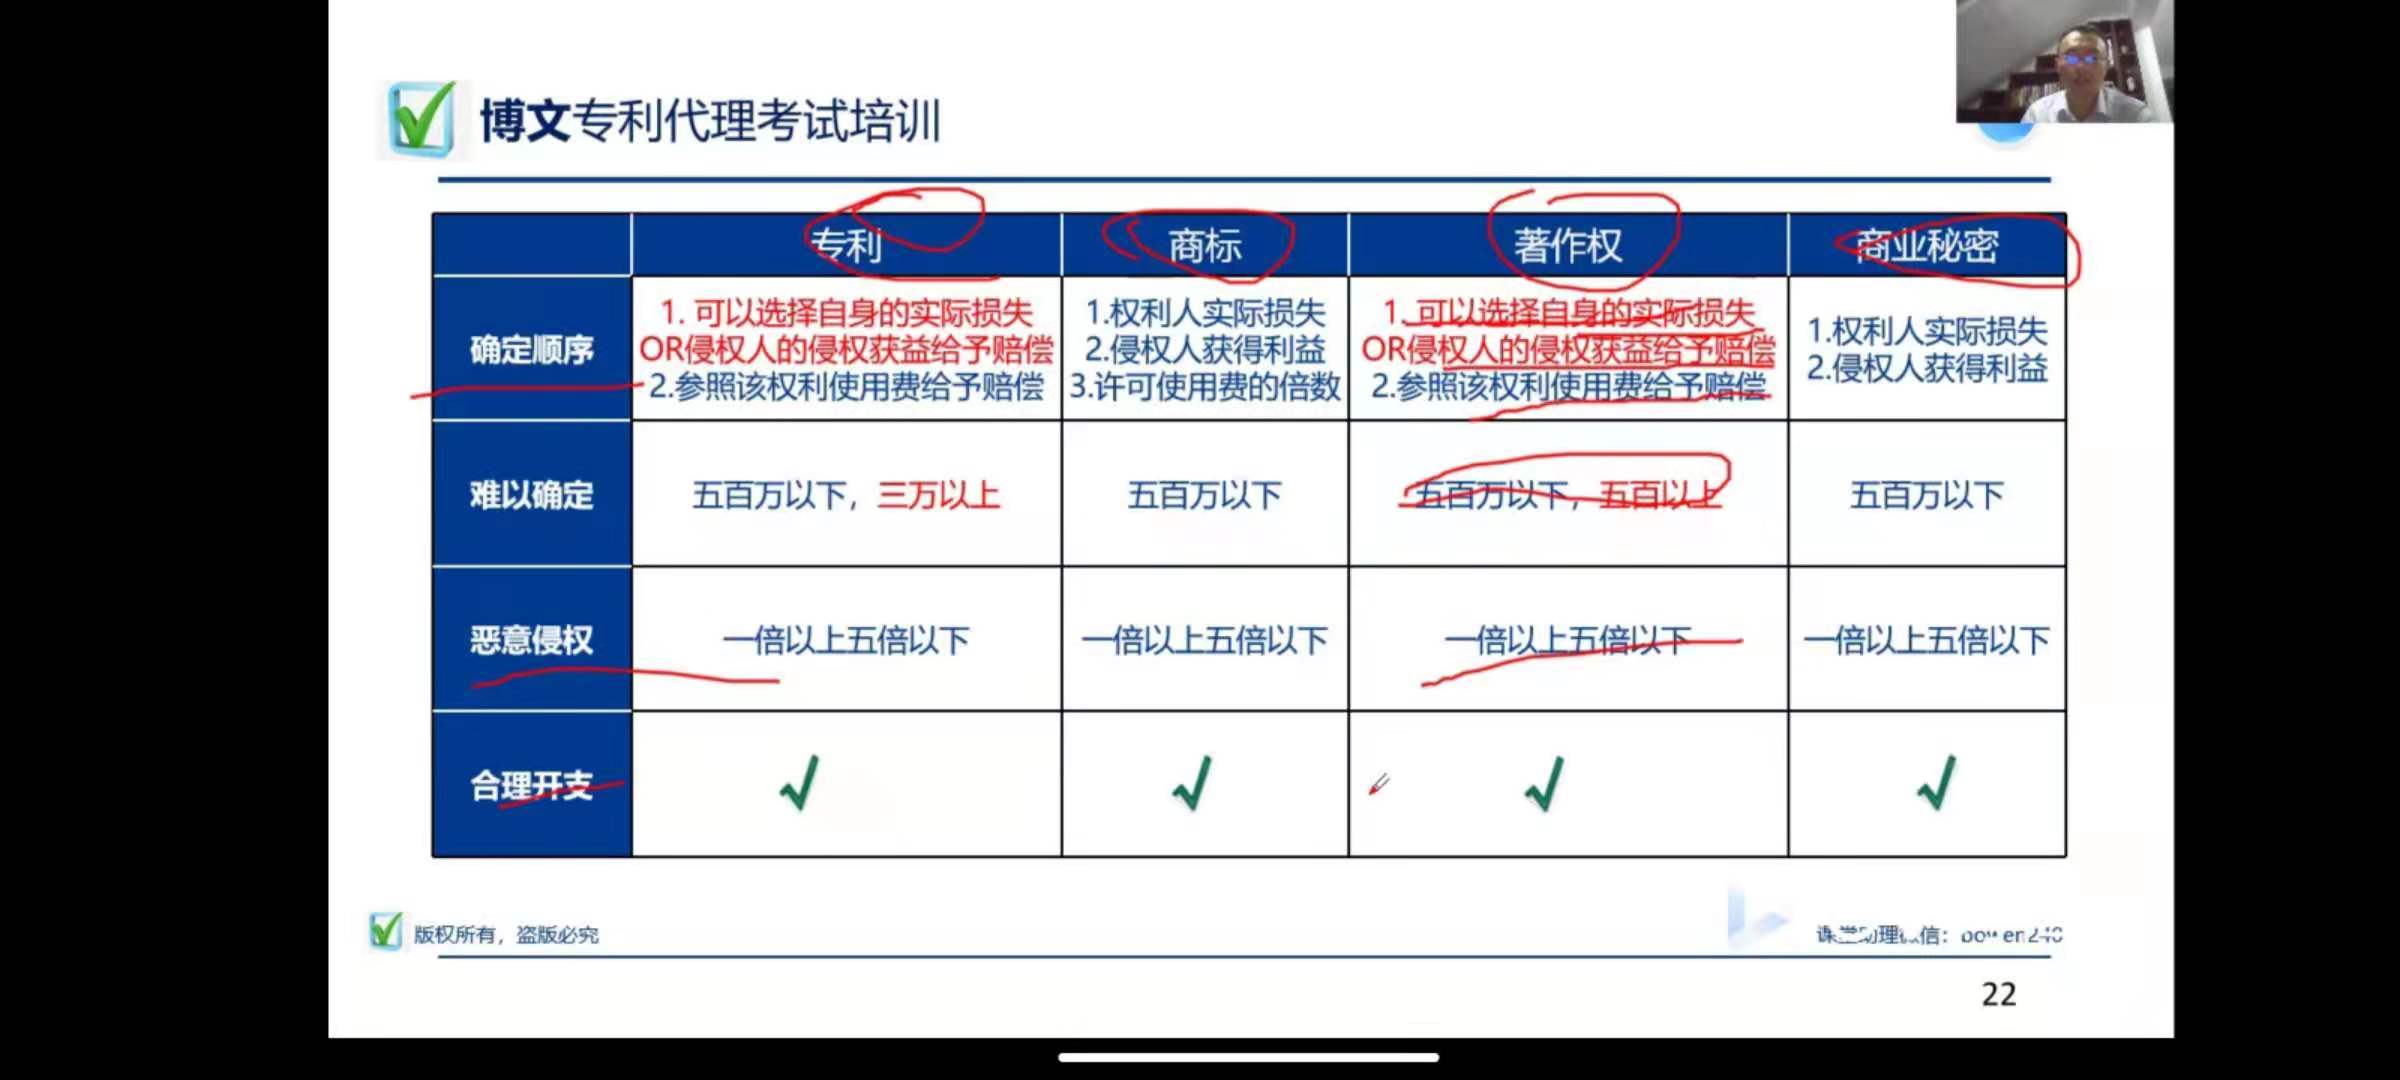 博文专利代理考试培训
专利
商标
著作权
商业秘密
确定顺序
1. 可以选择自身的实际损失
OR侵权人的侵权获益给予赔偿
2.参照该权利使用费给予赔偿
1.权利人实际损失
2.侵权人获得利益
3.许可使用费的倍数
1. 可以选择自身的实际损失
OR侵权人的侵权获益给予赔偿
2.参照该权利使用费给予赔偿
1.权利人实际损失
2.侵权人获得利益
难以确定
五百万以下，三万以上
五百万以下
五百万以下，五百以上
五百万以下
恶意侵权
一倍以上五倍以下
一倍以上五倍以下
一倍以上五倍以下
一倍以上五倍以下
合理开支
版权所有，盗版必究
22